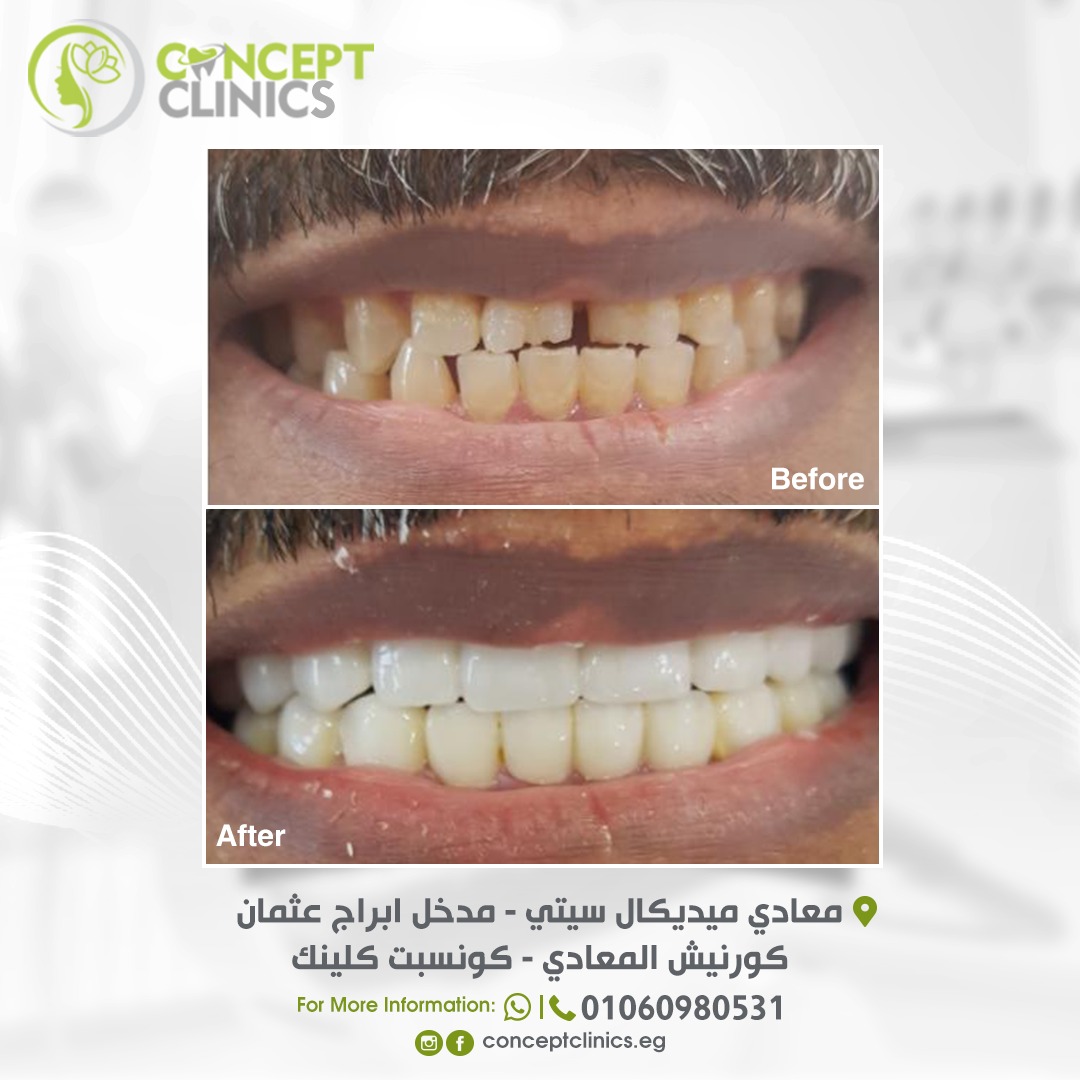 CONCEPT
CLINICS
Before
After
معادي ميديكال سيتي - مدخل ابراج عثمان
كورنيش المعادي - كونسبت كلينك
For More Information: | 01060980531
conceptclinics.eg